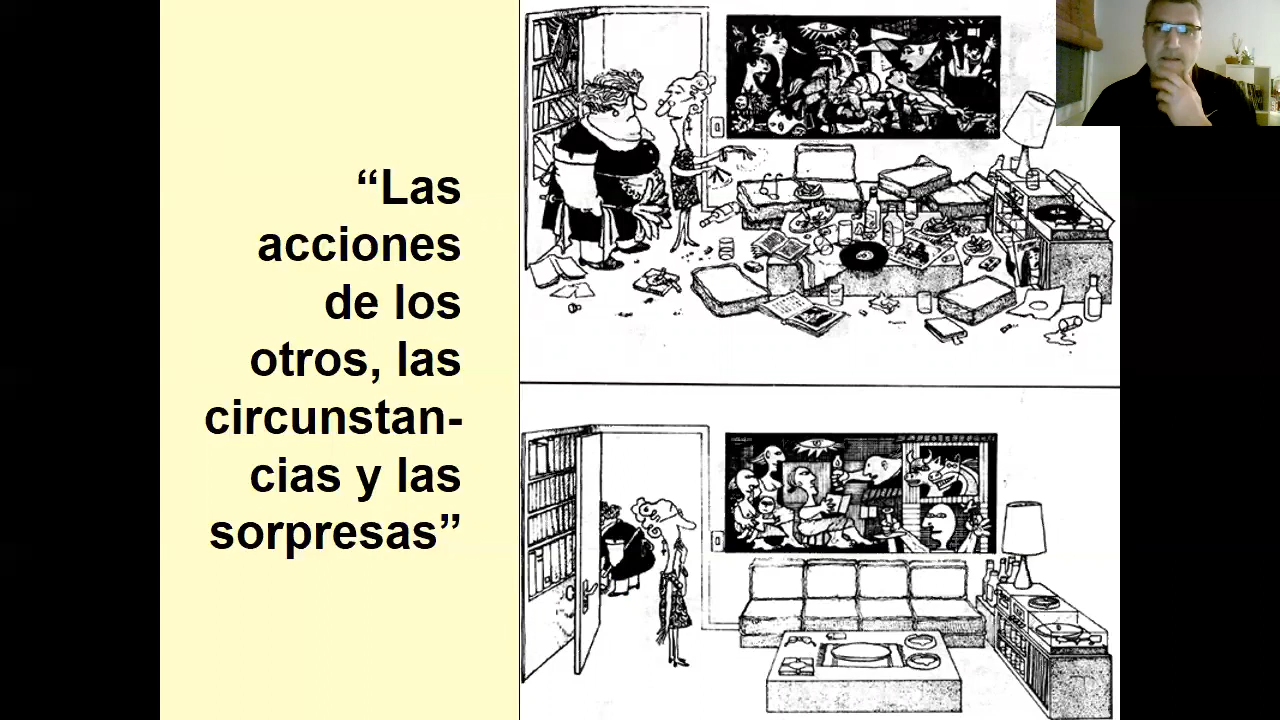 “Las
acciones
de los
otros, las
circunstan-
cias y las
sorpresas”